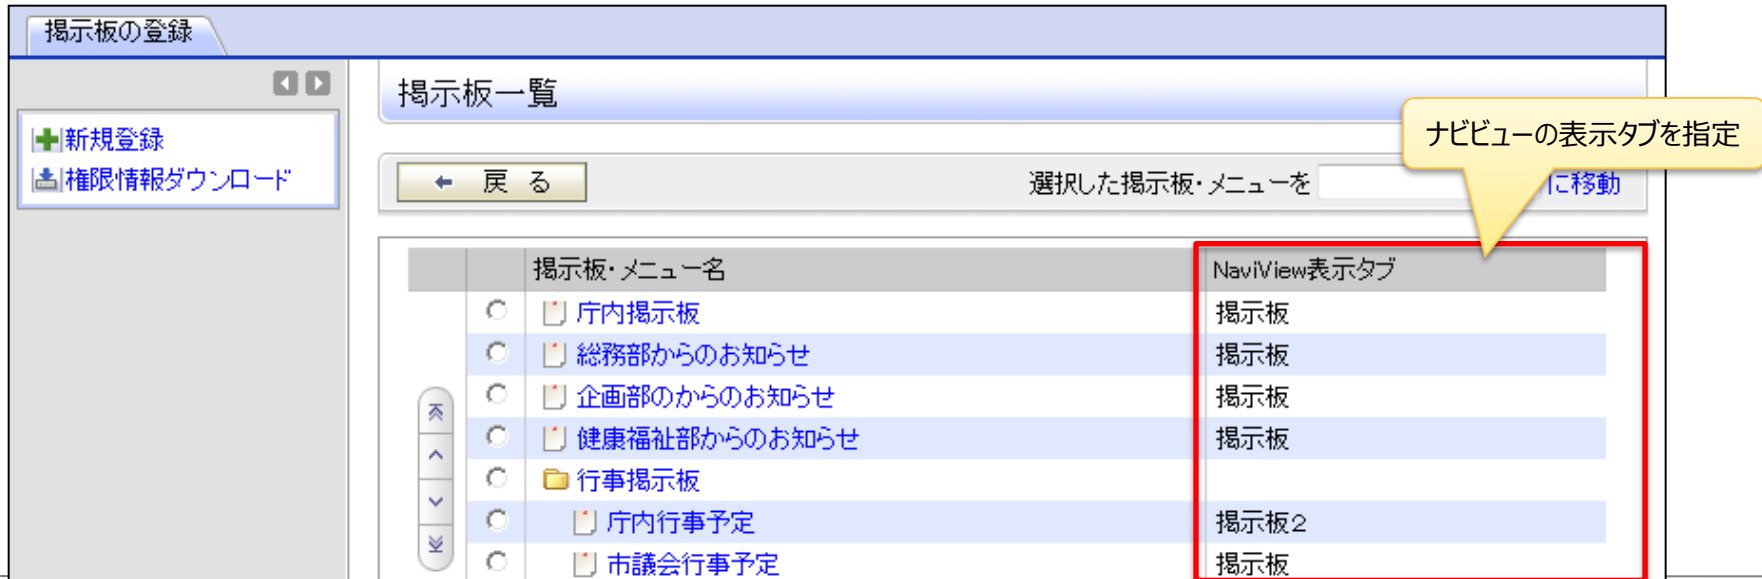 掲示板の登録
新規登録
権限情報ダウンロード
掲示板一覧
ナビビューの表示タブを指定
戻 る
選択した掲示板・メニューを
に移動
掲示板・メニュー名 NaviView表示タブ
庁内掲示板 掲示板
総務部からのお知らせ 掲示板
企画部のからのお知らせ 掲示板
健康福祉部からのお知らせ 掲示板
行事掲示板
庁内行事予定 掲示板2
市議会行事予定 掲示板